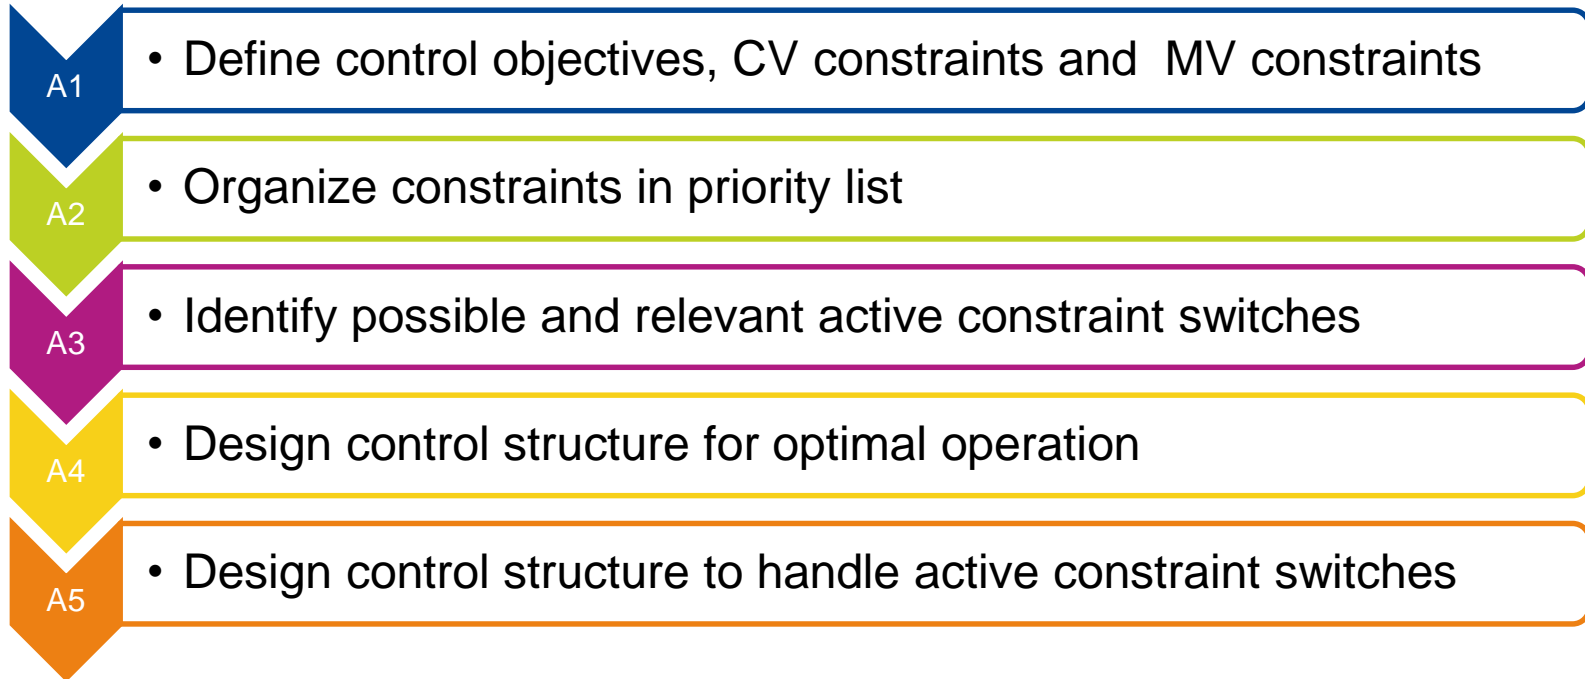 A1
• Define control objectives, CV constraints and  MV constraints
A2
• Organize constraints in priority list
A3
• Identify possible and relevant active constraint switches
A4
• Design control structure for optimal operation
A5
• Design control structure to handle active constraint switches